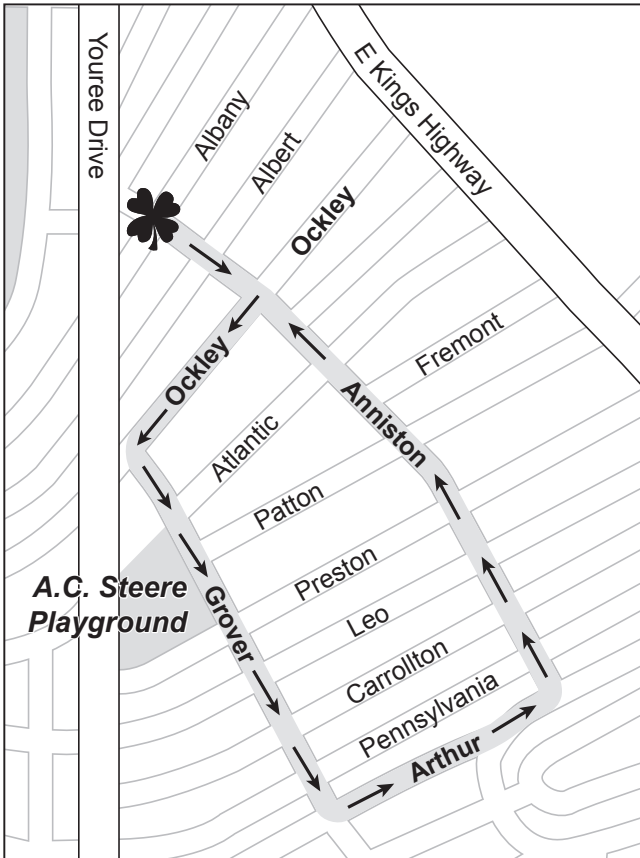 Youree Drive
E Kings Highway
Albany
Albert
Ockley
Fremont
Ockley
Anniston
Atlantic
Patton
Preston
A.C. Steere
Playground
Grover
Leo
Carrollton
Pennsylvania
Arthur